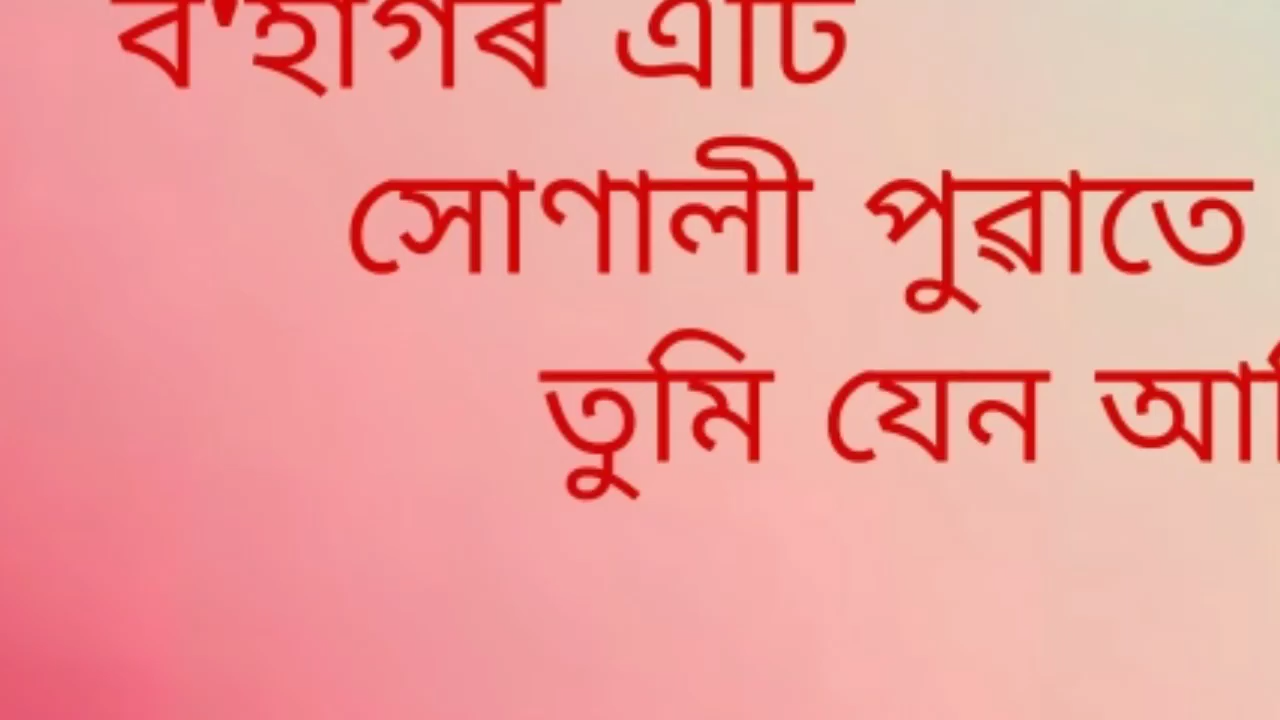 ব'হাগৰ এটি
সোণালী পুৱাতে
তুমি যেন